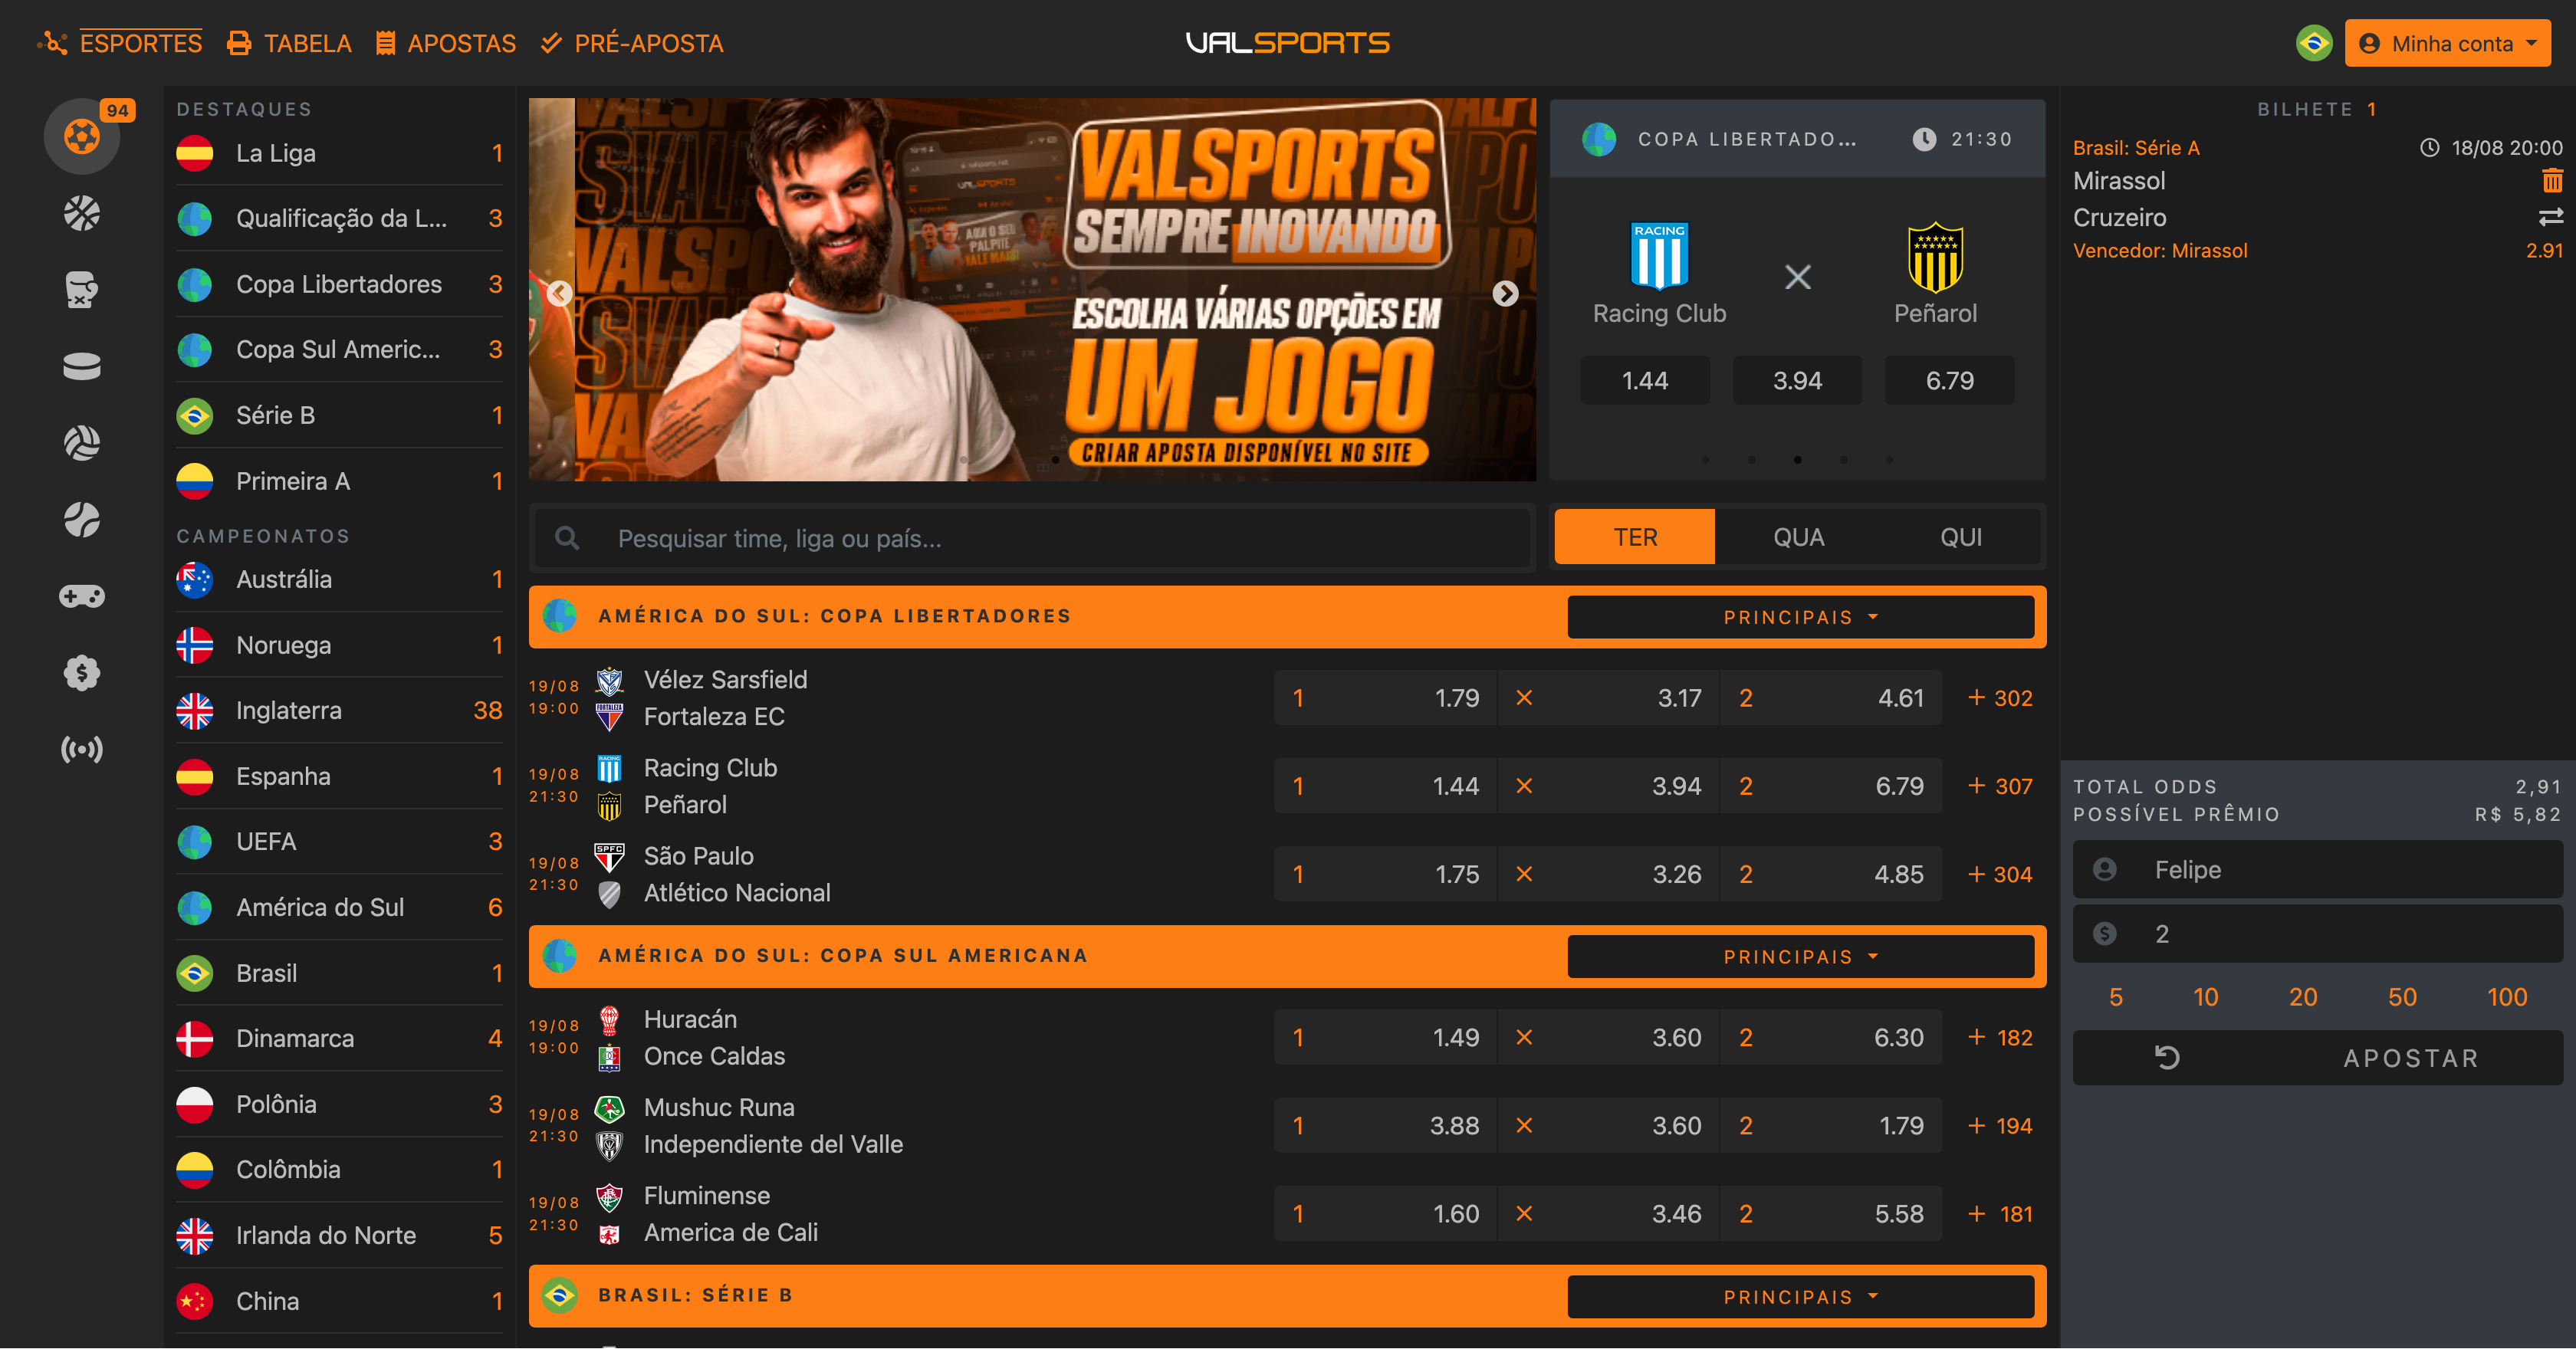 ESPORTES
TABELA
APOSTAS
PRÉ-APOSTA
VALSPORTS
Minha conta
94
DESTAQUES
La Liga 1
Qualificação da L... 3
Copa Libertadores 3
Copa Sul Americ... 3
Série B 1
Primeira A 1
CAMPEONATOS
Austrália 1
Noruega 1
Inglaterra 38
Espanha 1
UEFA 3
América do Sul 6
Brasil 1
Dinamarca 4
Polônia 3
Colômbia 1
Irlanda do Norte 5
China 1
VALSPORTS
SEMPRE INOVANDO
ESCOLHA VÁRIAS OPÇÕES EM
UM JOGO
CRIAR APOSTA DISPONÍVEL NO SITE
COPA LIBERTADO... 21:30
RACING
Racing Club
Peñarol
1.44 3.94 6.79
Pesquisar time, liga ou país...
TER QUA QUI
AMÉRICA DO SUL: COPA LIBERTADORES PRINCIPAIS
19/08 19:00
Vélez Sarsfield
Fortaleza EC
1 1.79 × 3.17 2 4.61 + 302
19/08 21:30
Racing Club
Peñarol
1 1.44 × 3.94 2 6.79 + 307
19/08 21:30
São Paulo
Atlético Nacional
1 1.75 × 3.26 2 4.85 + 304
AMÉRICA DO SUL: COPA SUL AMERICANA PRINCIPAIS
19/08 19:00
Huracán
Once Caldas
1 1.49 × 3.60 2 6.30 + 182
19/08 21:30
Mushuc Runa
Independiente del Valle
1 3.88 × 3.60 2 1.79 + 194
19/08 21:30
Fluminense
America de Cali
1 1.60 × 3.46 2 5.58 + 181
BRASIL: SÉRIE B PRINCIPAIS
BILHETE 1
Brasil: Série A 18/08 20:00
Mirassol
Cruzeiro
Vencedor: Mirassol 2.91
TOTAL ODDS 2,91
POSSÍVEL PRÊMIO R$ 5,82
Felipe
2
5 10 20 50 100
APOSTAR